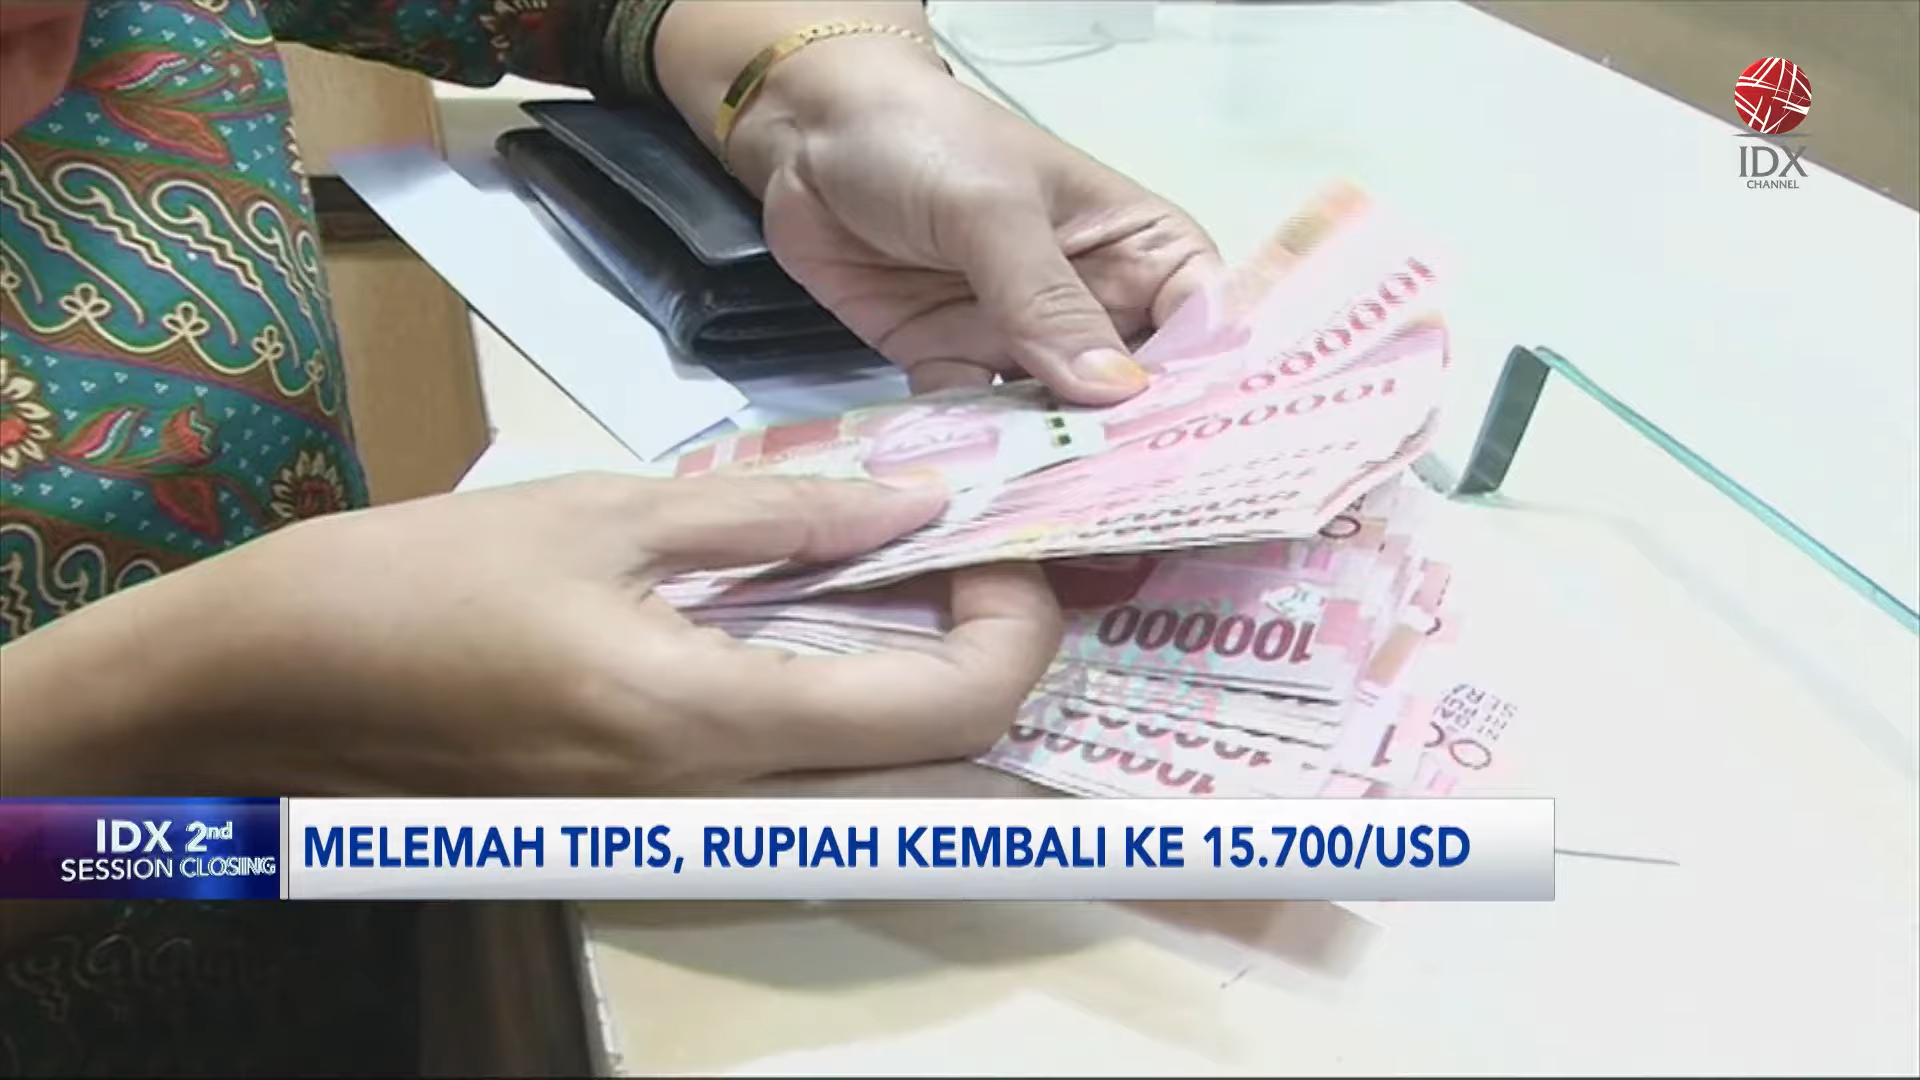 IDX
CHANNEL
100000
100000
100000
IDX 2nd
SESSION CLOSING
MELEMAH TIPIS, RUPIAH KEMBALI KE 15.700/USD